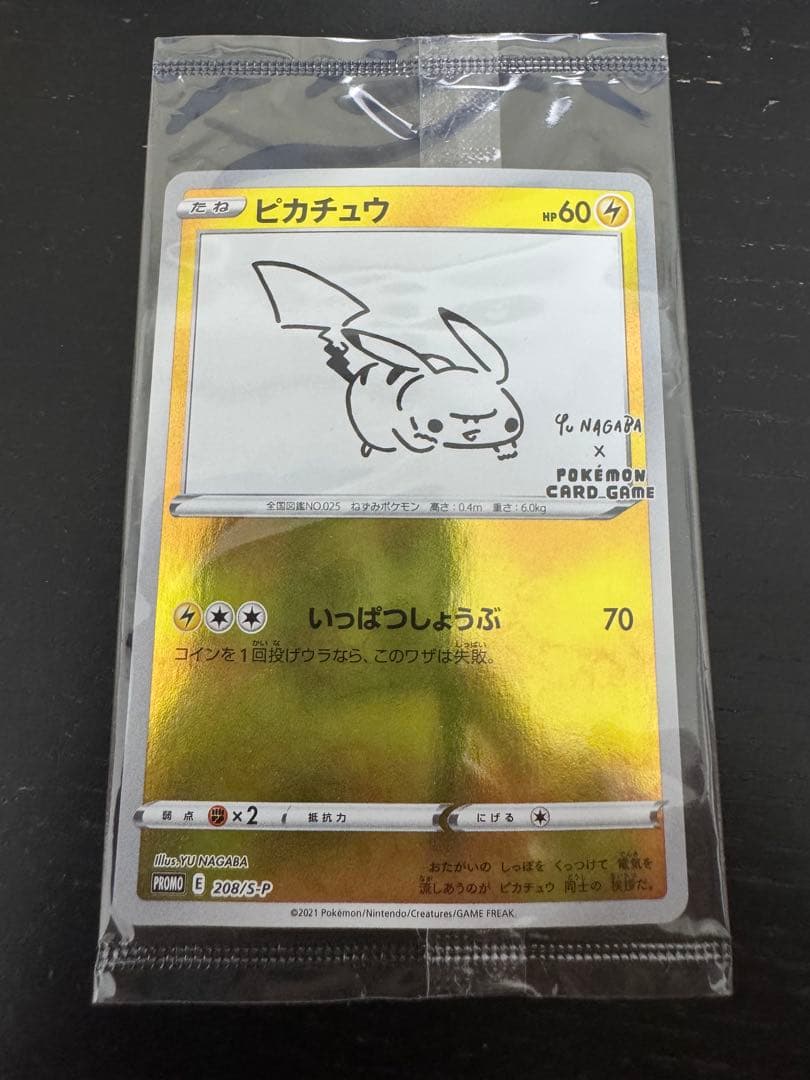 たね ピカチュウ HP60
Yu NAGABA
×
POKÉMON
CARD GAME
全国図鑑NO.025 ねずみポケモン 高さ:0.4m 重さ:6.0kg
いっぱつしょうぶ 70
コインを1回投げウラなら、このワザは失敗。
弱点 ×2 抵抗力 にげる
Illus.YU NAGABA
おたがいの しっぽを くっつけて 電気を
流しあうのが ピカチュウ 同士の 挨拶だ。
PROMO E 208/S-P
©2021 Pokémon/Nintendo/Creatures/GAME FREAK.